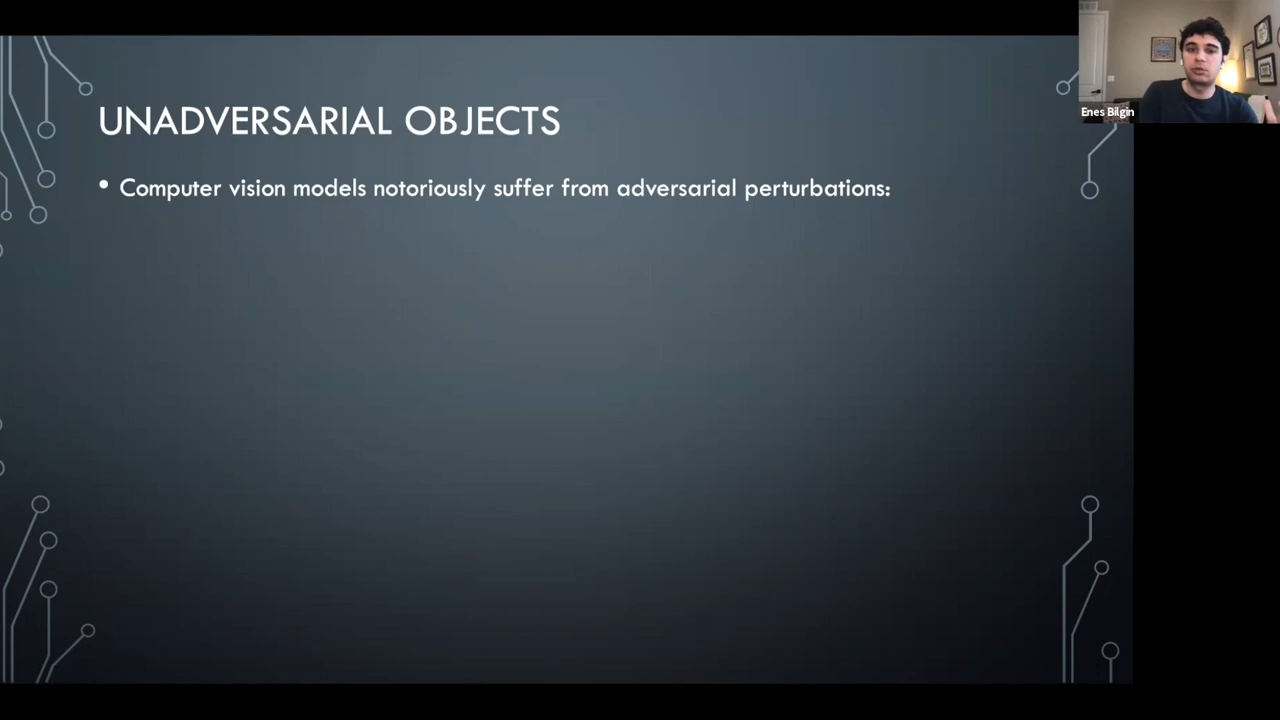 UNADVERSARIAL OBJECTS
• Computer vision models notoriously suffer from adversarial perturbations:
Enes Bilgin